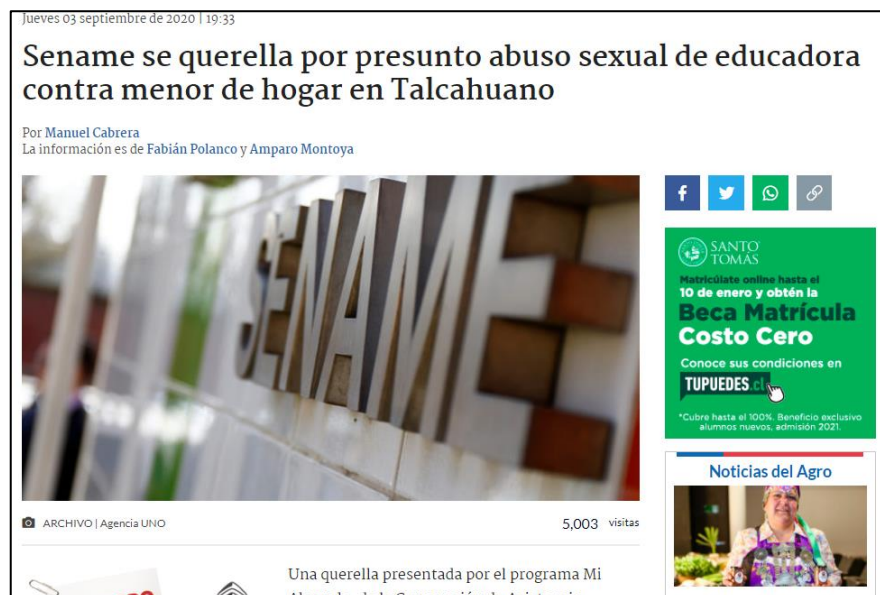 Jueves 03 septiembre de 2020 | 19:33
Sename se querella por presunto abuso sexual de educadora
contra menor de hogar en Talcahuano
Por Manuel Cabrera
La información es de Fabián Polanco y Amparo Montoya
SENAME
ARCHIVO | Agencia UNO
5,003 visitas
Una querella presentada por el programa Mi
SANTO
TOMÁS
Matricúlate online hasta el
10 de enero y obtén la
Beca Matrícula
Costo Cero
Conoce sus condiciones en
TUPUEDES.cl
*Cubre hasta el 100%. Beneficio exclusivo
alumnos nuevos, admisión 2021.
Noticias del Agro